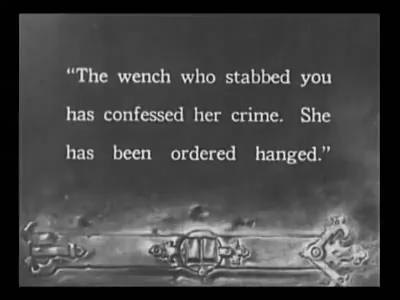 “The wench who stabbed you
has confessed her crime. She
has been ordered hanged.”